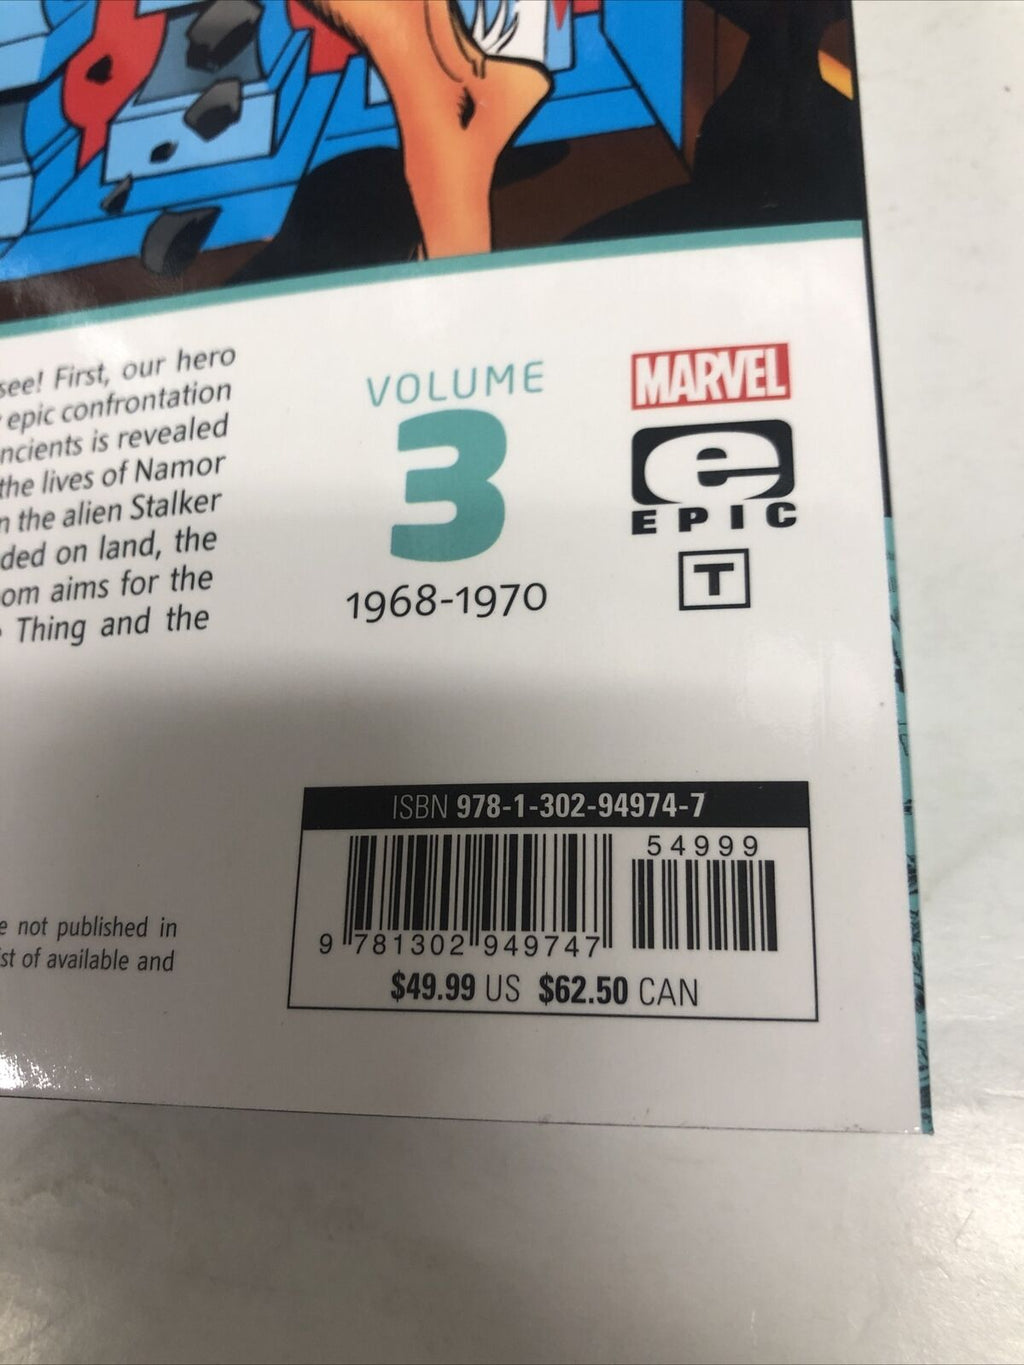 see! First, our hero
epic confrontation
ncients is revealed
the lives of Namor
n the alien Stalker
ded on land, the
om aims for the
Thing and the
VOLUME
3
1968-1970
MARVEL
e
EPIC
T
e not published in
st of available and
ISBN 978-1-302-94974-7
54999
9 781302 949747
$49.99 US $62.50 CAN